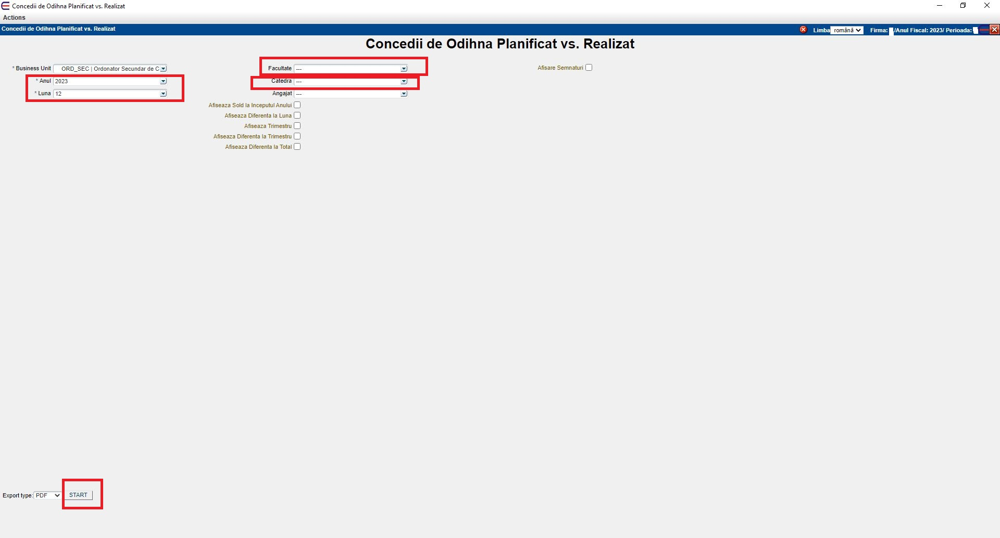 Concedii de Odihna Planificat vs. Realizat
Actions
Concedii de Odihna Planificat vs. Realizat
Limba română Firma: /Anul Fiscal: 2023/ Perioada:
Concedii de Odihna Planificat vs. Realizat
* Business Unit ORD_SEC | Ordonator Secundar de C
* Anul 2023
* Luna 12
Facultate ---
Catedra ---
Angajat ---
Afiseaza Sold la Inceputul Anului
Afiseaza Diferenta la Luna
Afiseaza Trimestru
Afiseaza Diferenta la Trimestru
Afiseaza Diferenta la Total
Afisare Semnaturi
Export type: PDF START